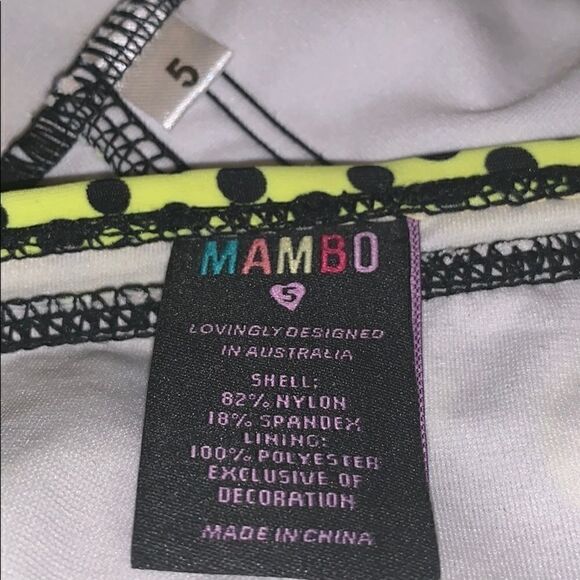 5
MAMBO
5
LOVINGLY DESIGNED
IN AUSTRALIA
SHELL:
82% NYLON
18% SPANDEX
LINING:
100% POLYESTER
EXCLUSIVE OF
DECORATION
MADE IN CHINA